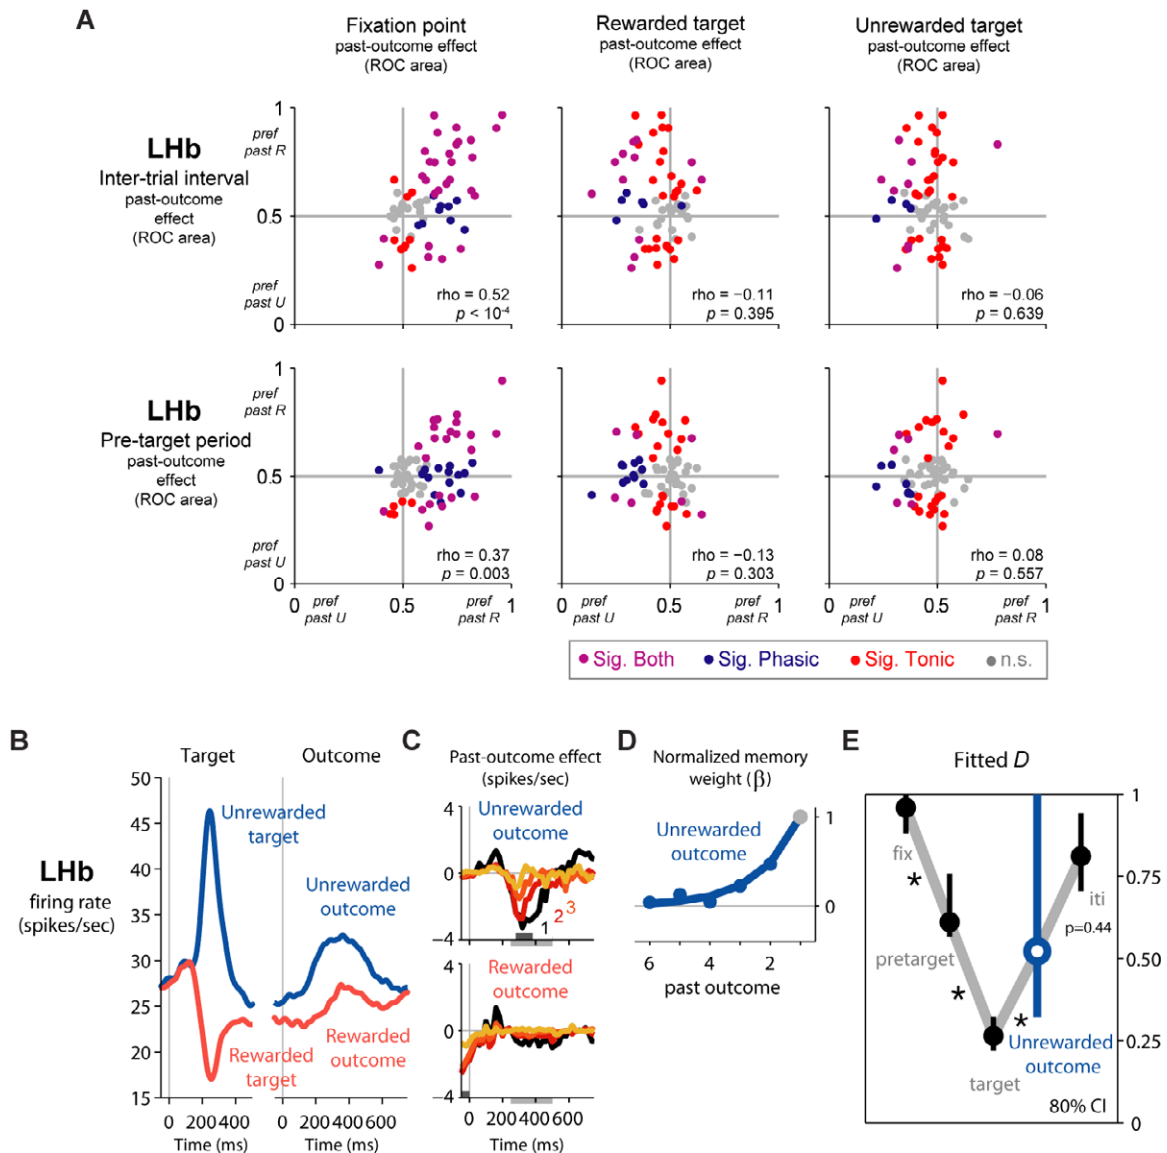 A
Fixation point
past-outcome effect
(ROC area)
Rewarded target
past-outcome effect
(ROC area)
Unrewarded target
past-outcome effect
(ROC area)
LHb
Inter-trial interval
past-outcome
effect
(ROC area)
1
pref
past R
0.5
pref
past U
0
rho = 0.52
p < 10⁻⁴
rho = −0.11
p = 0.395
rho = −0.06
p = 0.639
LHb
Pre-target period
past-outcome
effect
(ROC area)
1
pref
past R
0.5
pref
past U
0
rho = 0.37
p = 0.003
rho = −0.13
p = 0.303
rho = 0.08
p = 0.557
0 pref past U 0.5 pref past R 1
0 pref past U 0.5 pref past R 1
0 pref past U 0.5 pref past R 1
Sig. Both Sig. Phasic Sig. Tonic n.s.
B
Target Outcome
LHb
firing rate
(spikes/sec)
50
45
40
35
30
25
20
15
Unrewarded
target
Unrewarded
outcome
Rewarded
target
Rewarded
outcome
0 200 400
Time (ms)
0 200 400 600
Time (ms)
C
Past-outcome effect
(spikes/sec)
4
0
-4
Unrewarded
outcome
1 2 3
4
0
-4
Rewarded
outcome
0 200 400 600
Time (ms)
D
Normalized memory
weight (β)
Unrewarded
outcome
1
0
6 4 2
past outcome
E
Fitted D
1
0.75
0.50
0.25
0
fix
*
pretarget
*
target
*
Unrewarded
outcome
iti
p=0.44
80% CI